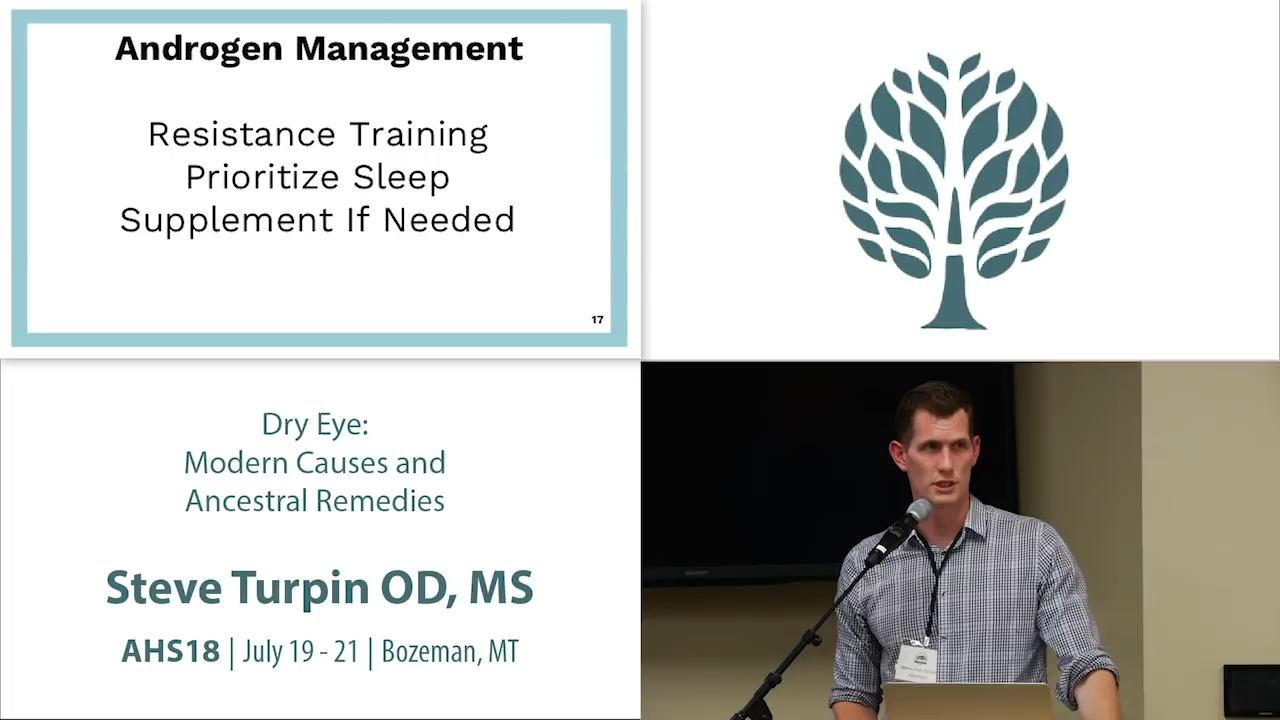 Androgen Management
Resistance Training
Prioritize Sleep
Supplement If Needed
17
Dry Eye:
Modern Causes and
Ancestral Remedies
Steve Turpin OD, MS
AHS18 | July 19 - 21 | Bozeman, MT